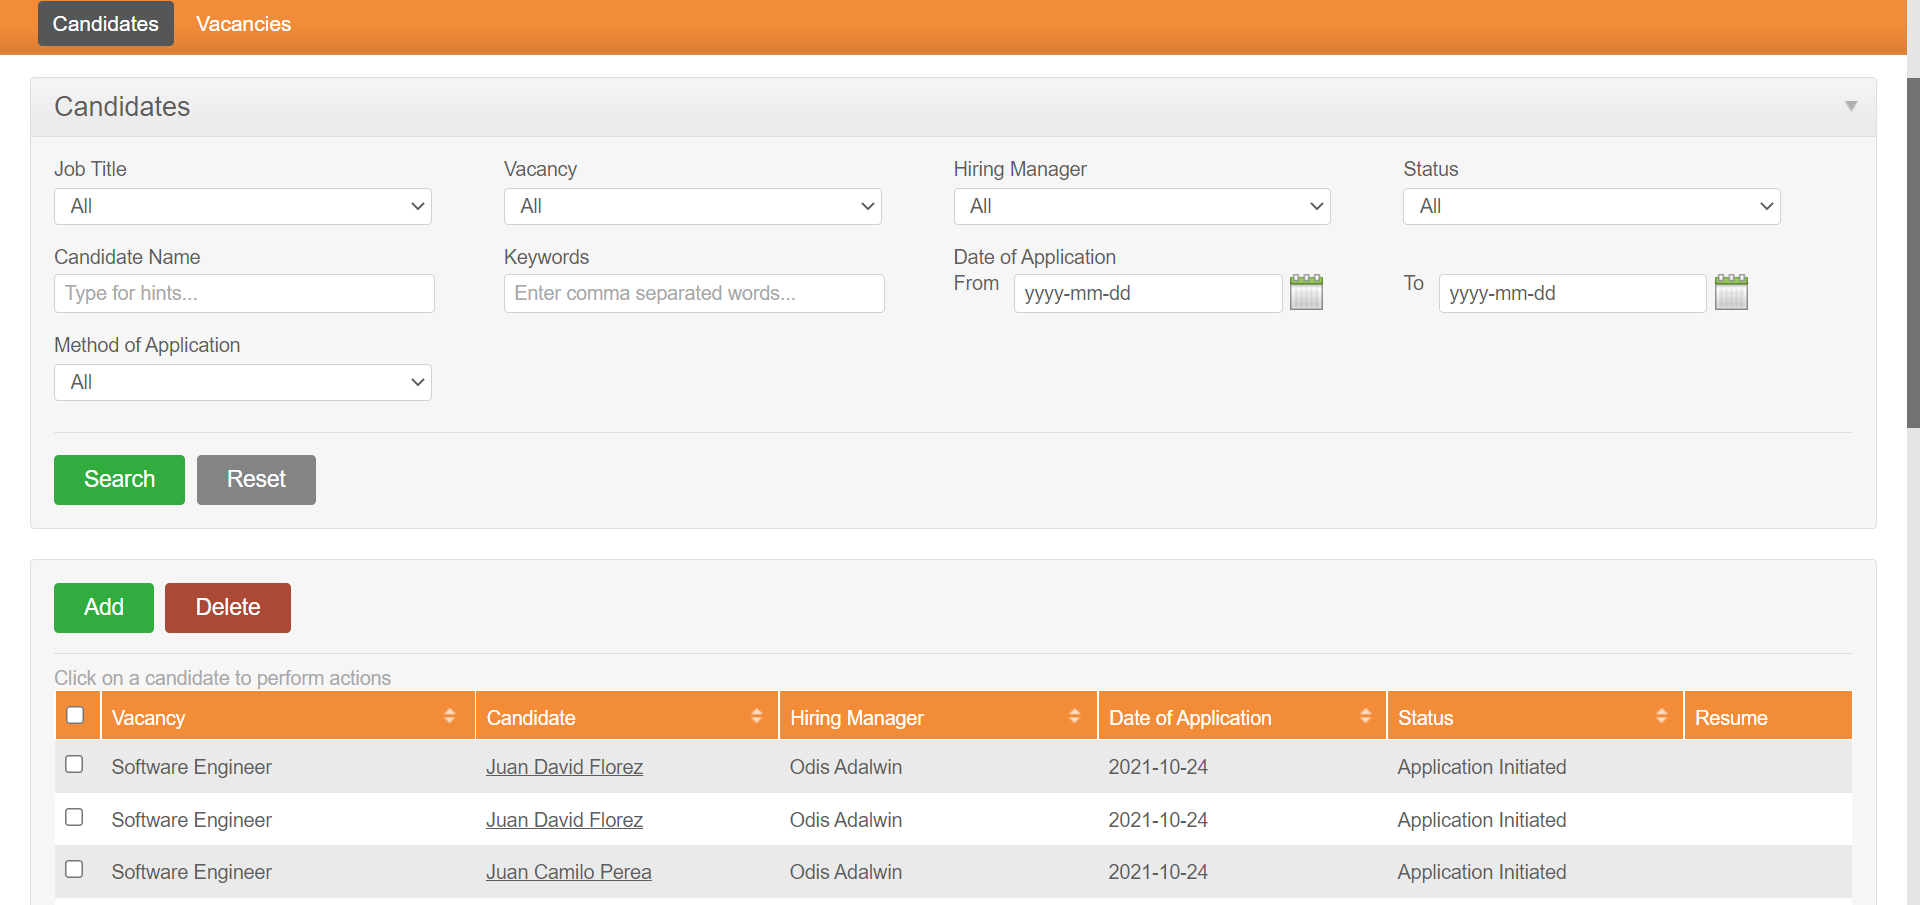 Candidates Vacancies
Candidates
Job Title Vacancy Hiring Manager Status
All All All All
Candidate Name Keywords Date of Application
Type for hints... Enter comma separated words... From yyyy-mm-dd To yyyy-mm-dd
Method of Application
All
Search Reset
Add Delete
Click on a candidate to perform actions
Vacancy Candidate Hiring Manager Date of Application Status Resume
Software Engineer Juan David Florez Odis Adalwin 2021-10-24 Application Initiated
Software Engineer Juan David Florez Odis Adalwin 2021-10-24 Application Initiated
Software Engineer Juan Camilo Perea Odis Adalwin 2021-10-24 Application Initiated